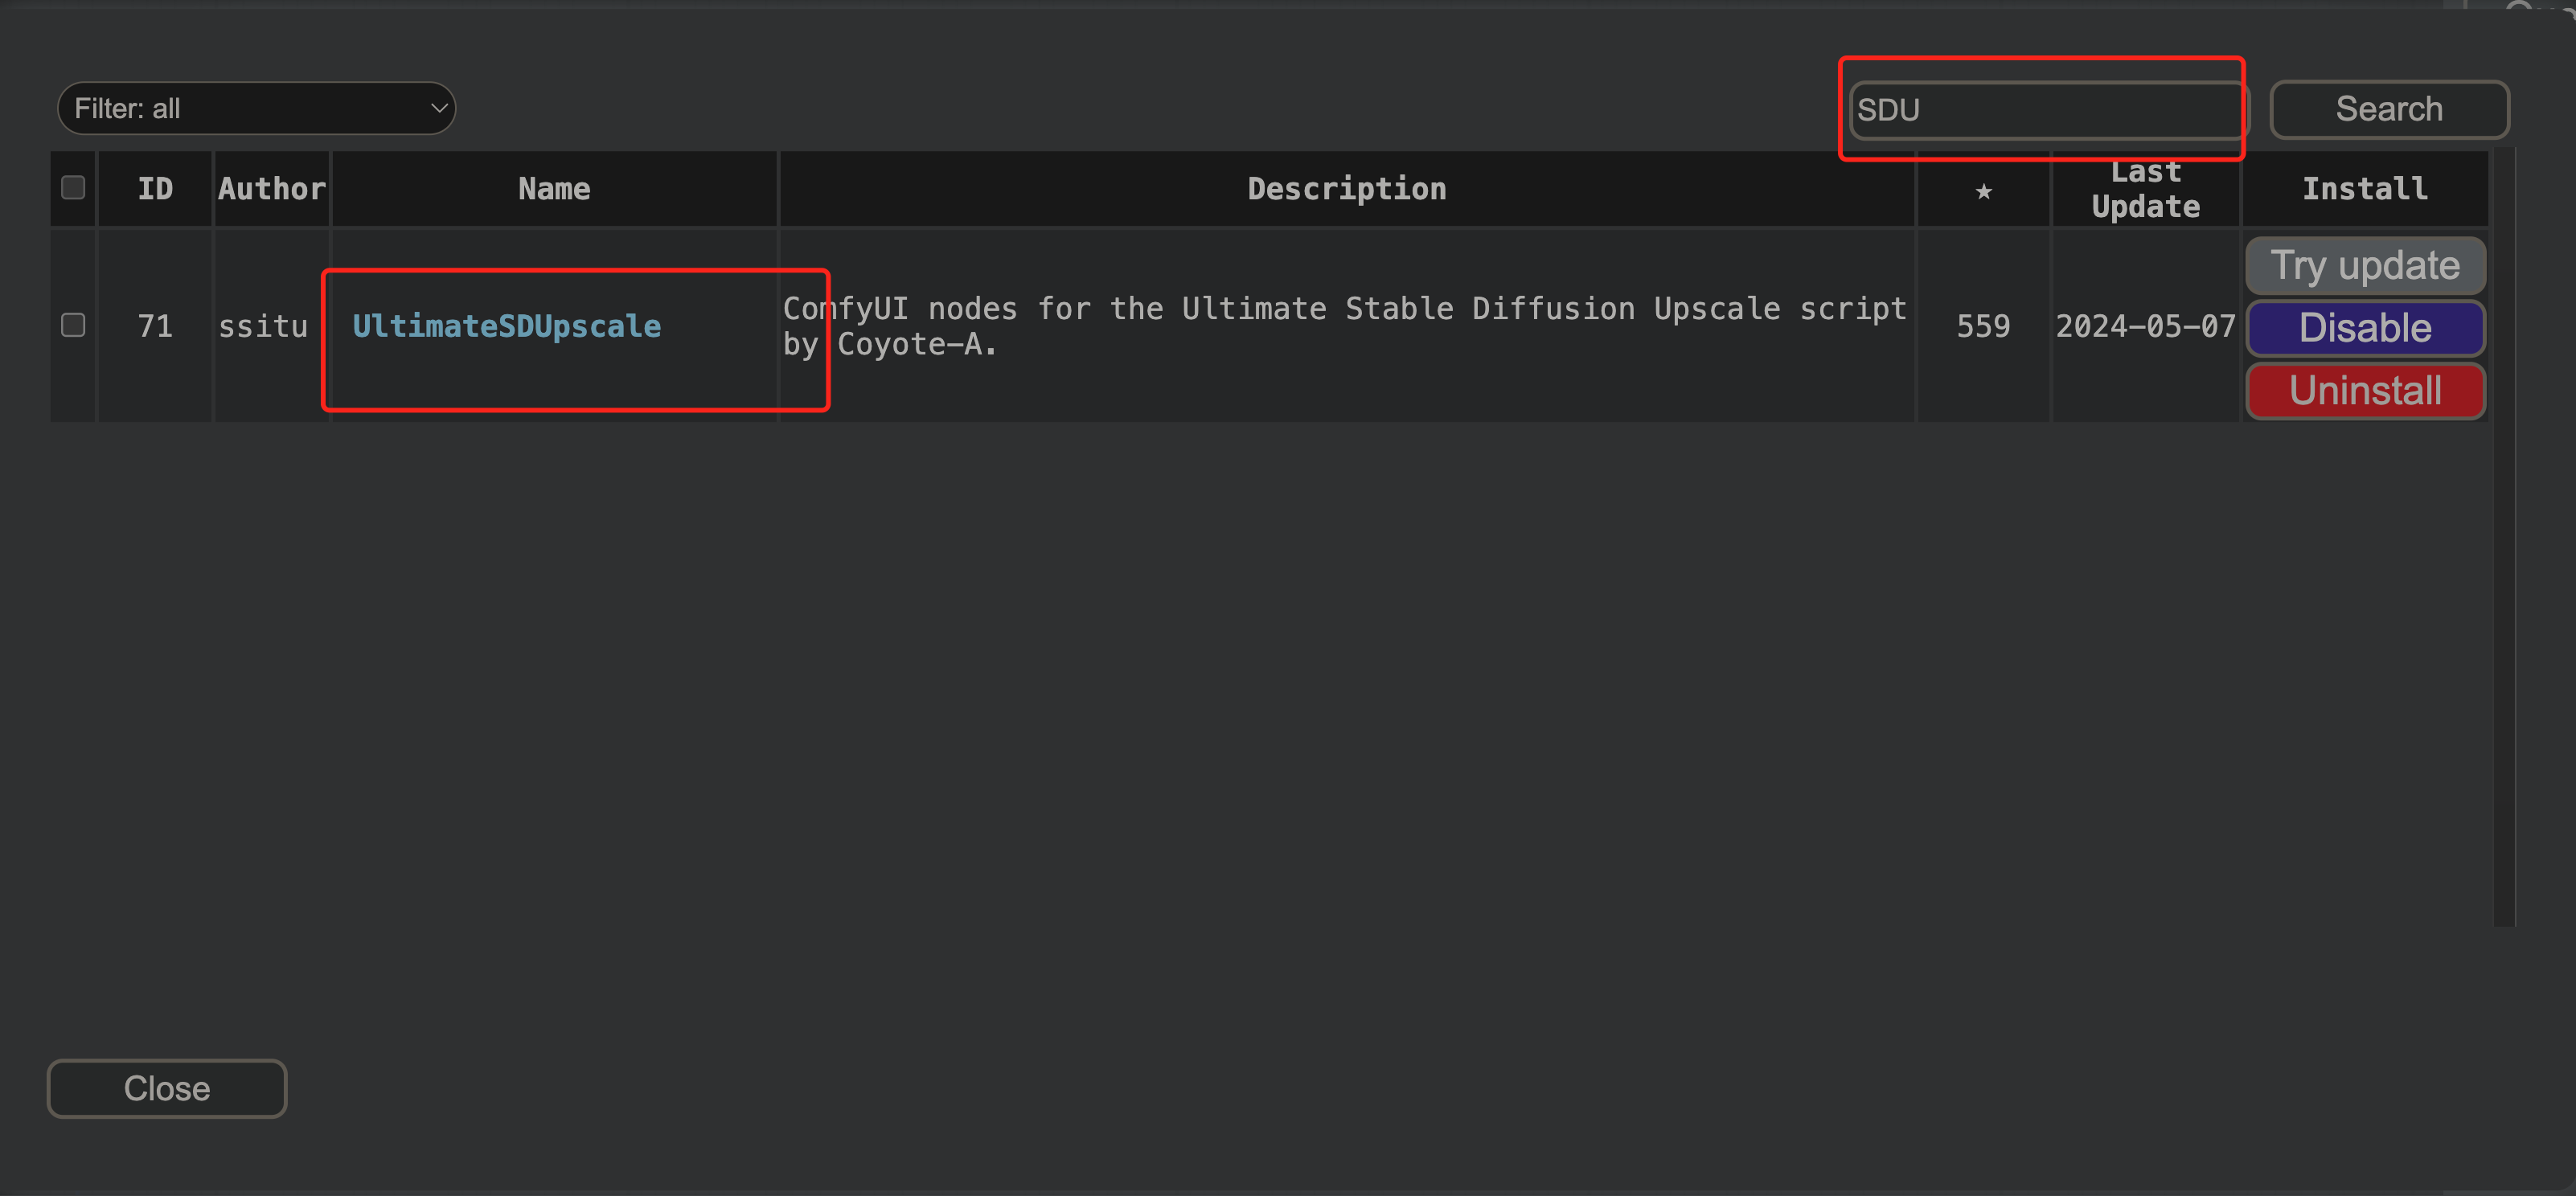 Filter: all
SDU
Search
ID
Author
Name
Description
★
Last
Update
Install
71
ssitu
UltimateSDUpscale
ComfyUI nodes for the Ultimate Stable Diffusion Upscale script
by Coyote-A.
559
2024-05-07
Try update
Disable
Uninstall
Close